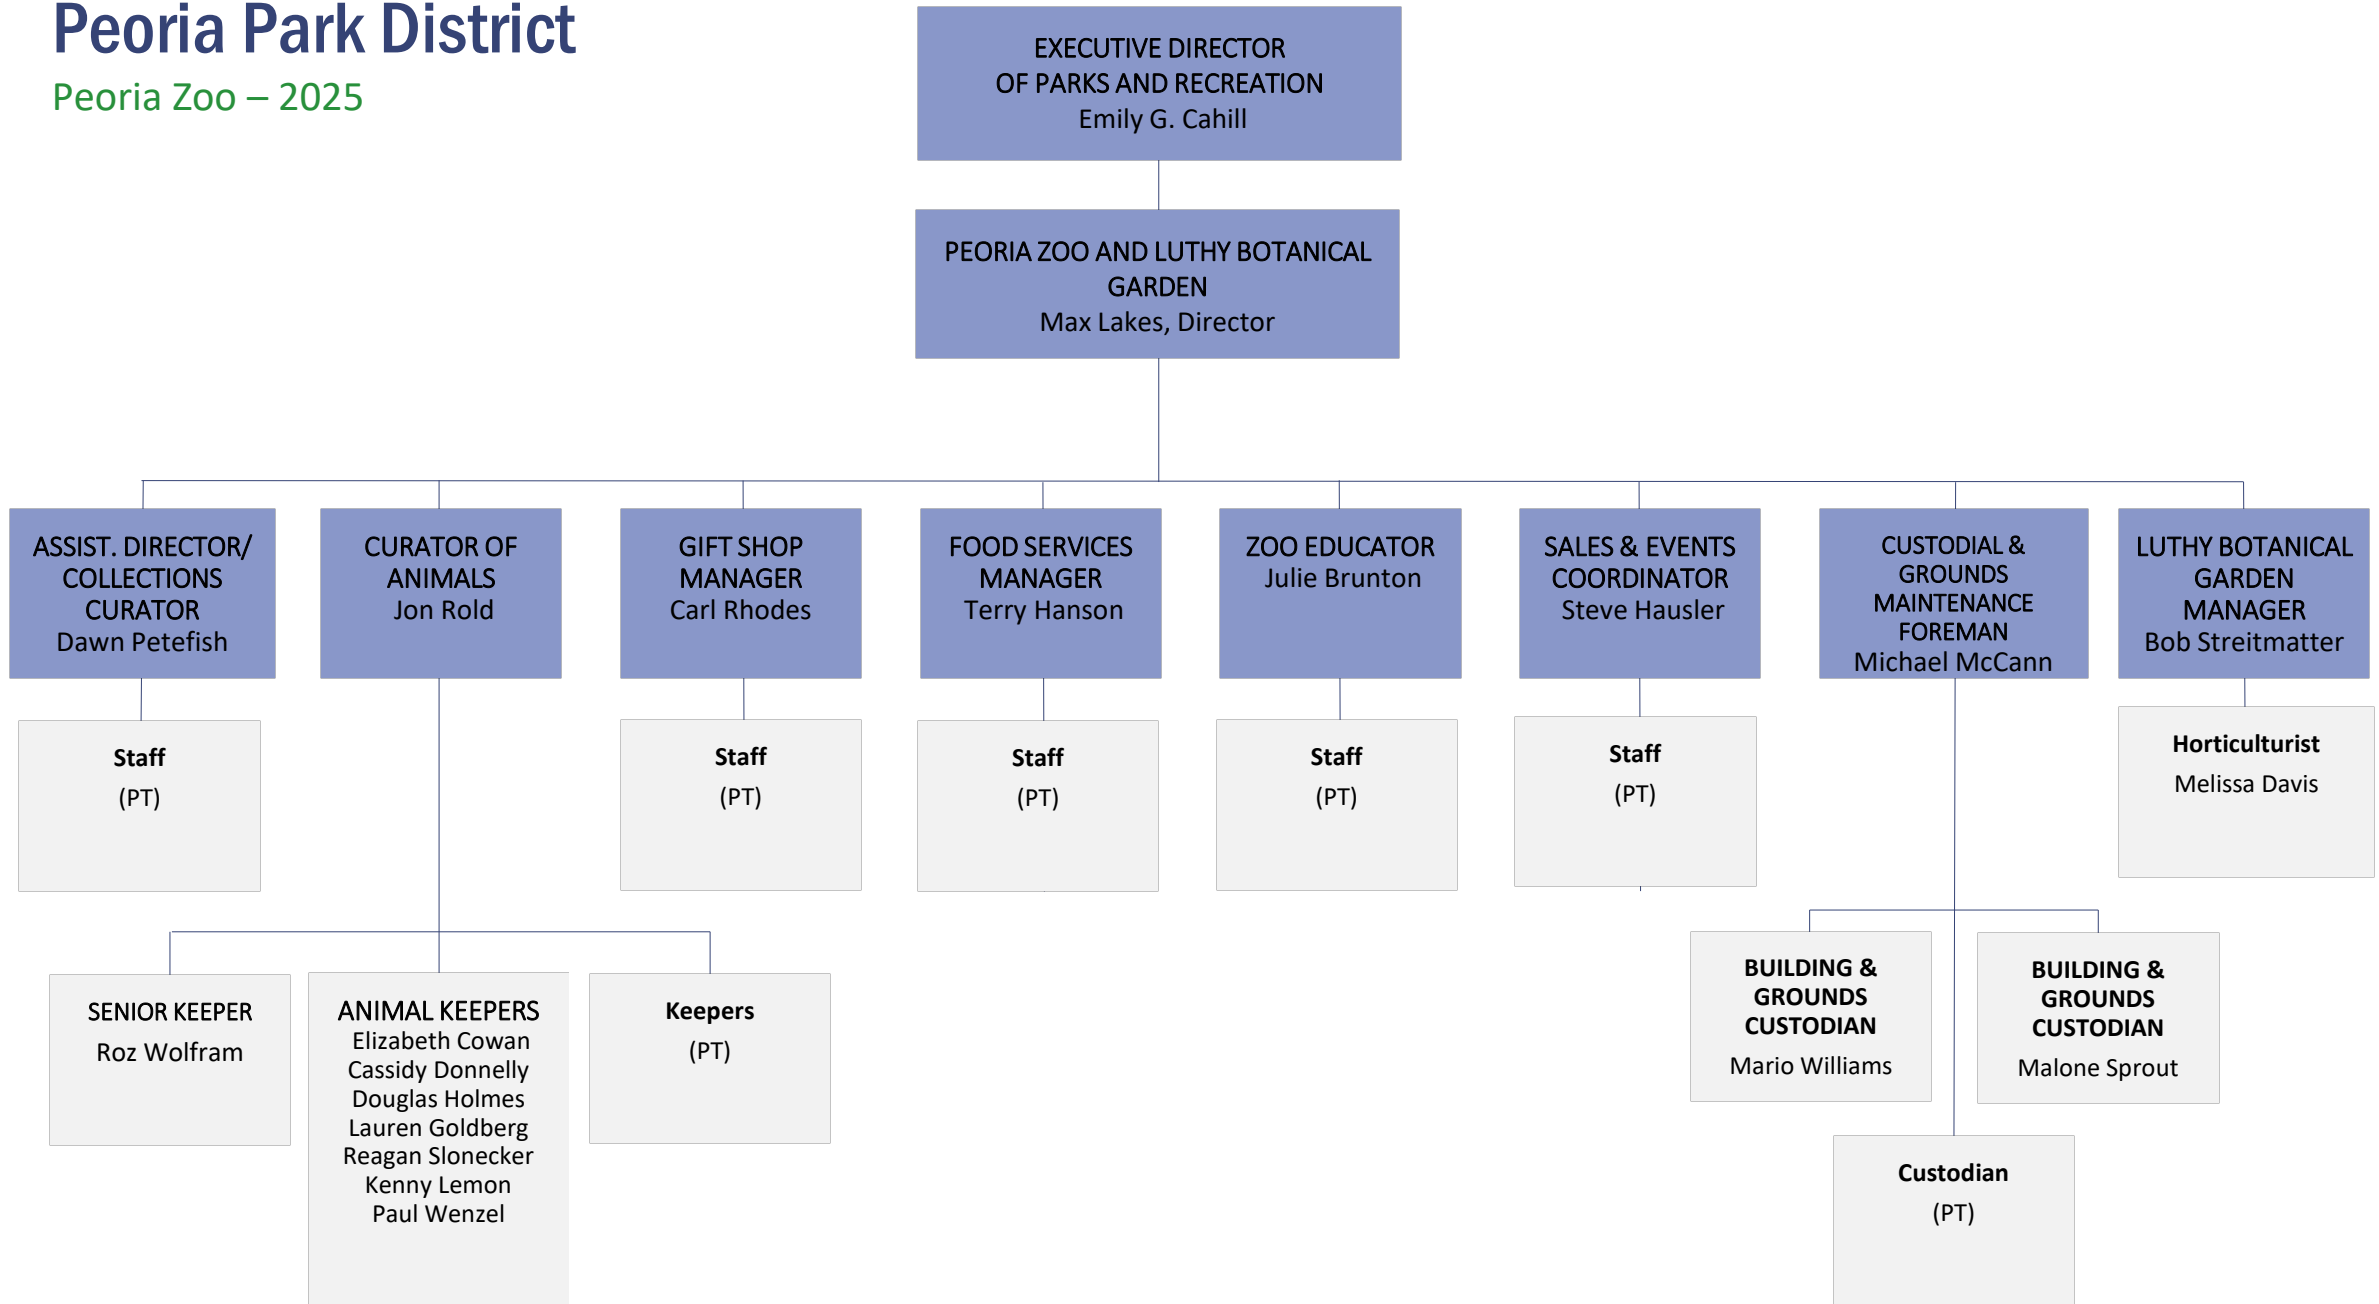 Peoria Park District
Peoria Zoo – 2025
EXECUTIVE DIRECTOR
OF PARKS AND RECREATION
Emily G. Cahill
PEORIA ZOO AND LUTHY BOTANICAL
GARDEN
Max Lakes, Director
ASSIST. DIRECTOR/
COLLECTIONS
CURATOR
Dawn Petefish
CURATOR OF
ANIMALS
Jon Rold
GIFT SHOP
MANAGER
Carl Rhodes
FOOD SERVICES
MANAGER
Terry Hanson
ZOO EDUCATOR
Julie Brunton
SALES & EVENTS
COORDINATOR
Steve Hausler
CUSTODIAL &
GROUNDS
MAINTENANCE
FOREMAN
Michael McCann
LUTHY BOTANICAL
GARDEN
MANAGER
Bob Streitmatter
Staff
(PT)
Staff
(PT)
Staff
(PT)
Staff
(PT)
Staff
(PT)
Horticulturist
Melissa Davis
SENIOR KEEPER
Roz Wolfram
ANIMAL KEEPERS
Elizabeth Cowan
Cassidy Donnelly
Douglas Holmes
Lauren Goldberg
Reagan Slonecker
Kenny Lemon
Paul Wenzel
Keepers
(PT)
BUILDING &
GROUNDS
CUSTODIAN
Mario Williams
BUILDING &
GROUNDS
CUSTODIAN
Malone Sprout
Custodian
(PT)